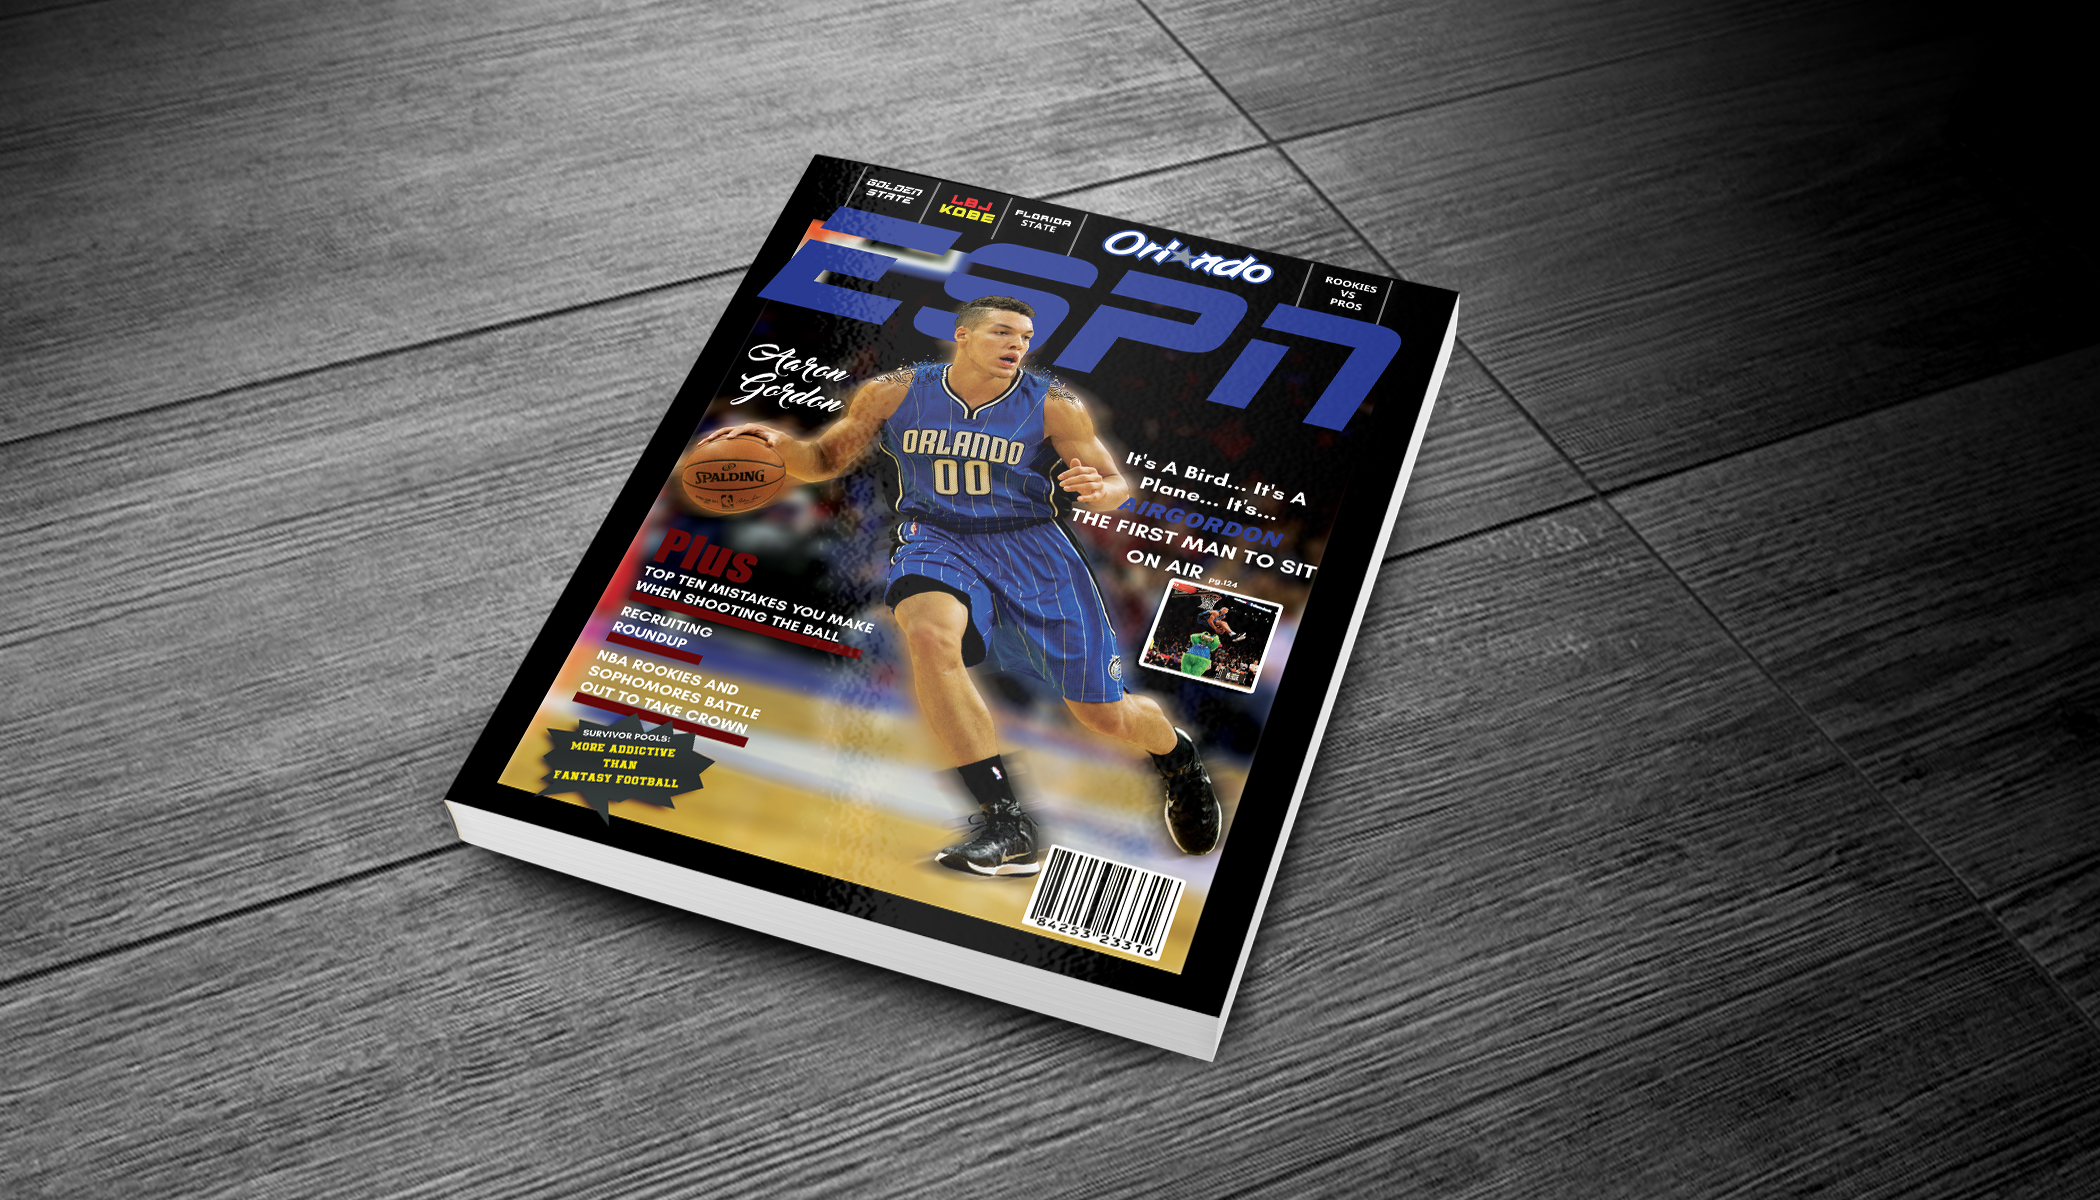 GOLDEN
STATE
LBJ
KOBE
FLORIDA
STATE
Orlando
ROOKIES
VS
PROS
ESPN
Aaron
Gordon
ORLANDO
00
SPALDING
It's A Bird... It's A
Plane... It's...
AIRGORDON
THE FIRST MAN TO SIT
ON AIR pg.124
Plus
TOP TEN MISTAKES YOU MAKE
WHEN SHOOTING THE BALL
RECRUITING
ROUNDUP
NBA ROOKIES AND
SOPHOMORES BATTLE
OUT TO TAKE CROWN
SURVIVOR POOLS:
MORE ADDICTIVE
THAN
FANTASY FOOTBALL
84253 23316